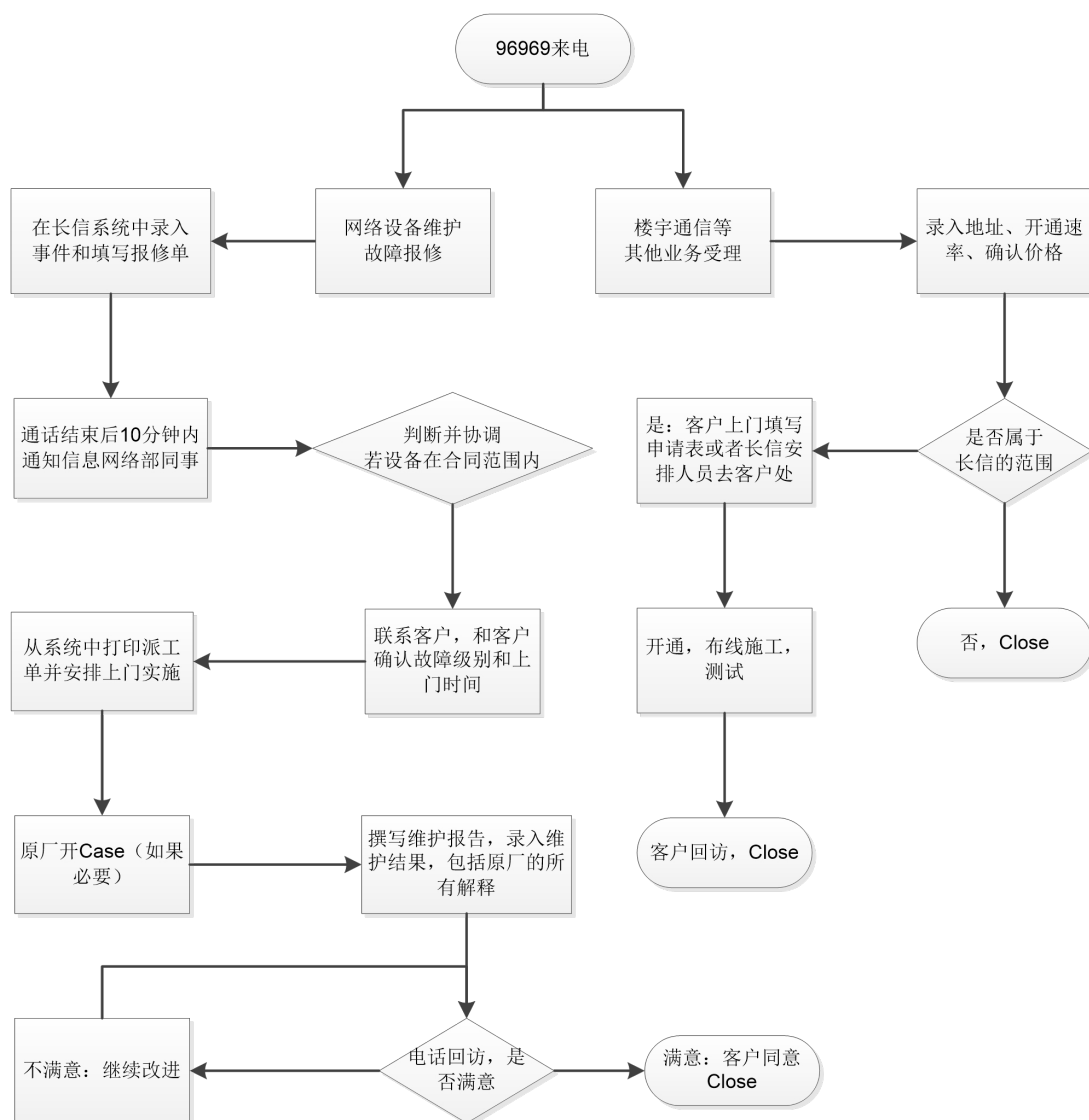 96969来电
在长信系统中录入
事件和填写报修单
网络设备维护
故障报修
楼宇通信等
其他业务受理
录入地址、开通速
率、确认价格
通话结束后10分钟内
通知信息网络部同事
判断并协调
若设备在合同范围内
是：客户上门填写
申请表或者长信安
排人员去客户处
是否属于
长信的范围
从系统中打印派工
单并安排上门实施
联系客户，和客户
确认故障级别和上
门时间
开通，布线施工，
测试
否，Close
原厂开Case（如果
必要）
撰写维护报告，录入维
护结果，包括原厂的所
有解释
客户回访，Close
不满意：继续改进
电话回访，是
否满意
满意：客户同意
Close